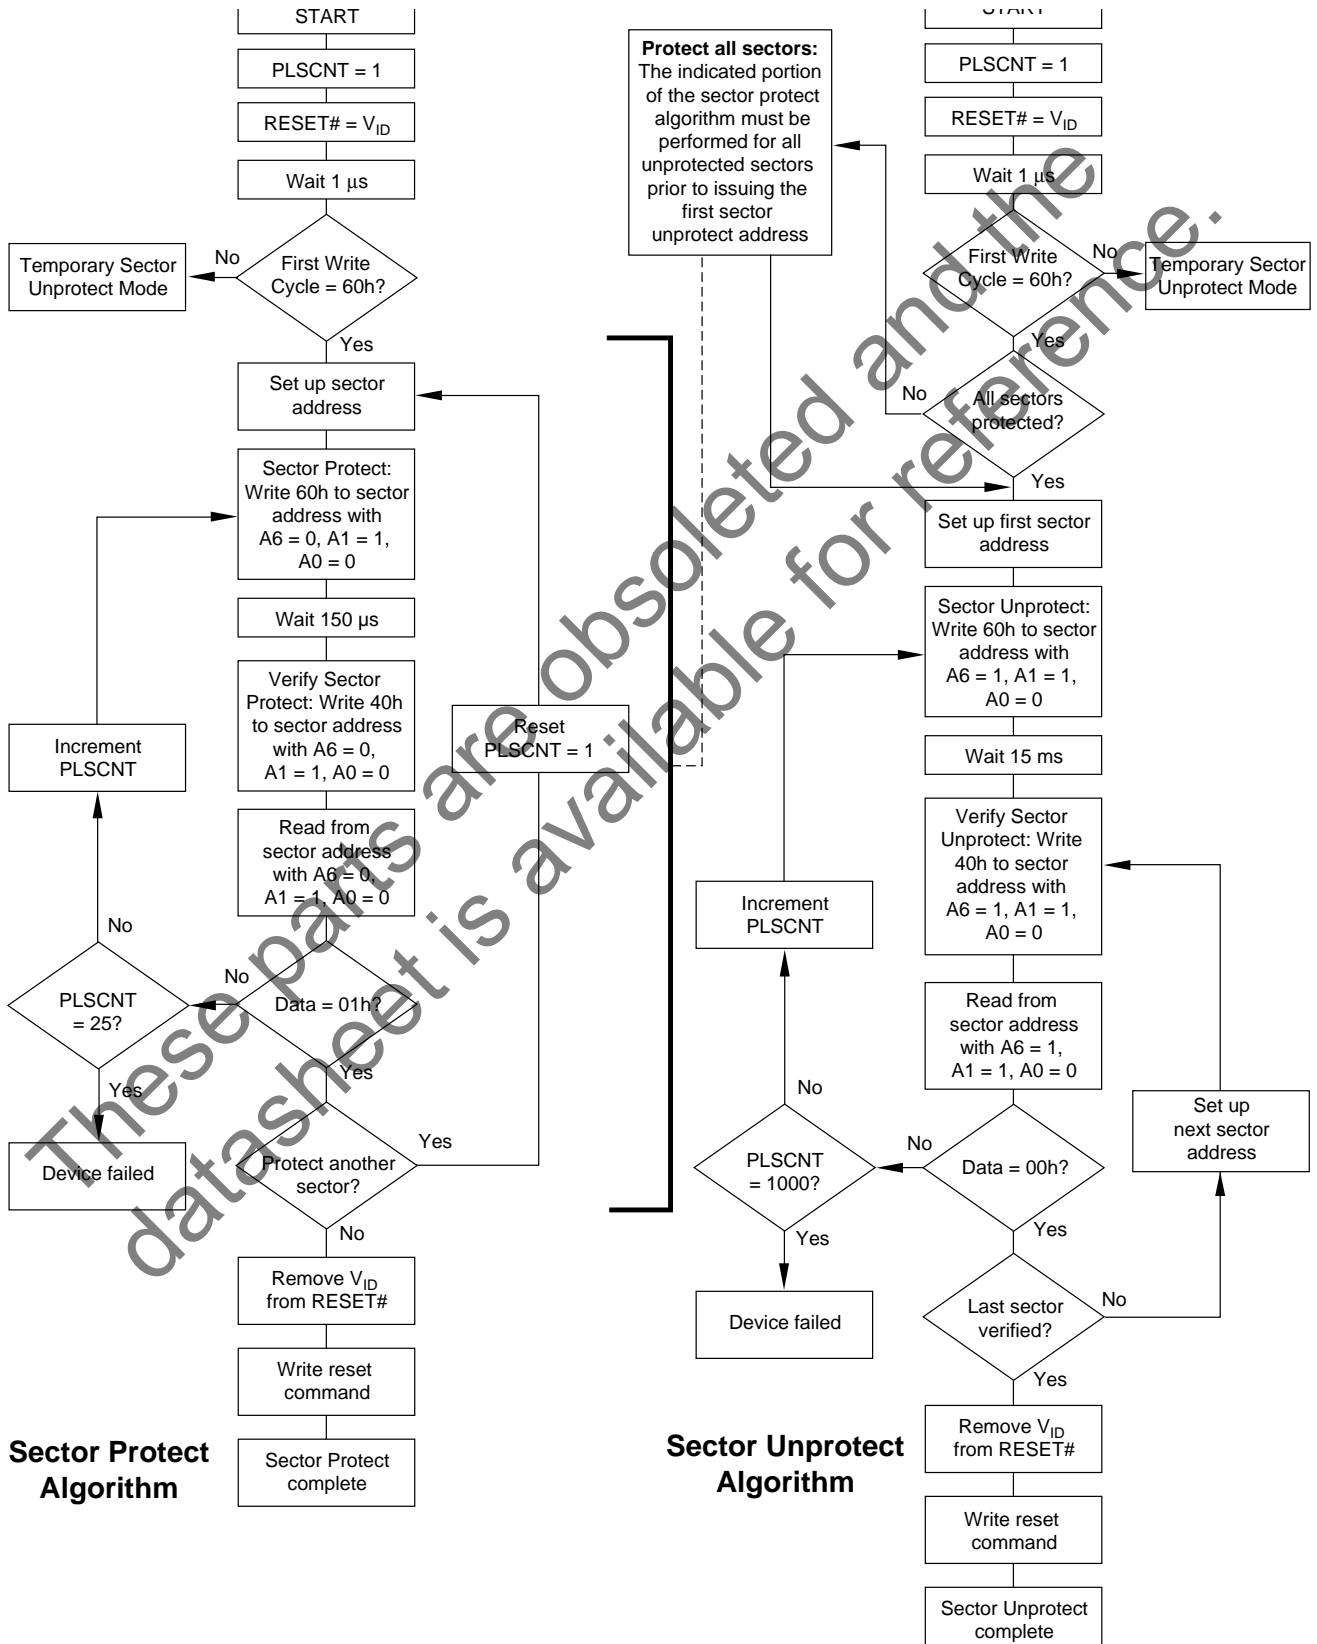 START
PLSCNT = 1
RESET# = VID
Wait 1 μs
First Write
Cycle = 60h?
No
Temporary Sector
Unprotect Mode
Yes
Set up sector
address
Sector Protect:
Write 60h to sector
address with
A6 = 0, A1 = 1,
A0 = 0
Wait 150 µs
Verify Sector
Protect: Write 40h
to sector address
with A6 = 0,
A1 = 1, A0 = 0
Reset
PLSCNT = 1
Increment
PLSCNT
Read from
sector address
with A6 = 0,
A1 = 1, A0 = 0
No
No
PLSCNT
= 25?
Data = 01h?
Yes
Yes
Device failed
Protect another
sector?
Yes
No
Remove VID
from RESET#
Write reset
command
Sector Protect
complete
Sector Protect
Algorithm
Protect all sectors:
The indicated portion
of the sector protect
algorithm must be
performed for all
unprotected sectors
prior to issuing the
first sector
unprotect address
START
PLSCNT = 1
RESET# = VID
Wait 1 μs
First Write
Cycle = 60h?
No
Temporary Sector
Unprotect Mode
Yes
No
All sectors
protected?
Yes
Set up first sector
address
Sector Unprotect:
Write 60h to sector
address with
A6 = 1, A1 = 1,
A0 = 0
Wait 15 ms
Verify Sector
Unprotect: Write
40h to sector
address with
A6 = 1, A1 = 1,
A0 = 0
Increment
PLSCNT
Read from
sector address
with A6 = 1,
A1 = 1, A0 = 0
No
Set up
next sector
address
No
PLSCNT
= 1000?
Data = 00h?
Yes
Yes
Device failed
Last sector
verified?
No
Yes
Remove VID
from RESET#
Write reset
command
Sector Unprotect
complete
Sector Unprotect
Algorithm
These parts are obsoleted and the
datasheet is available for reference.